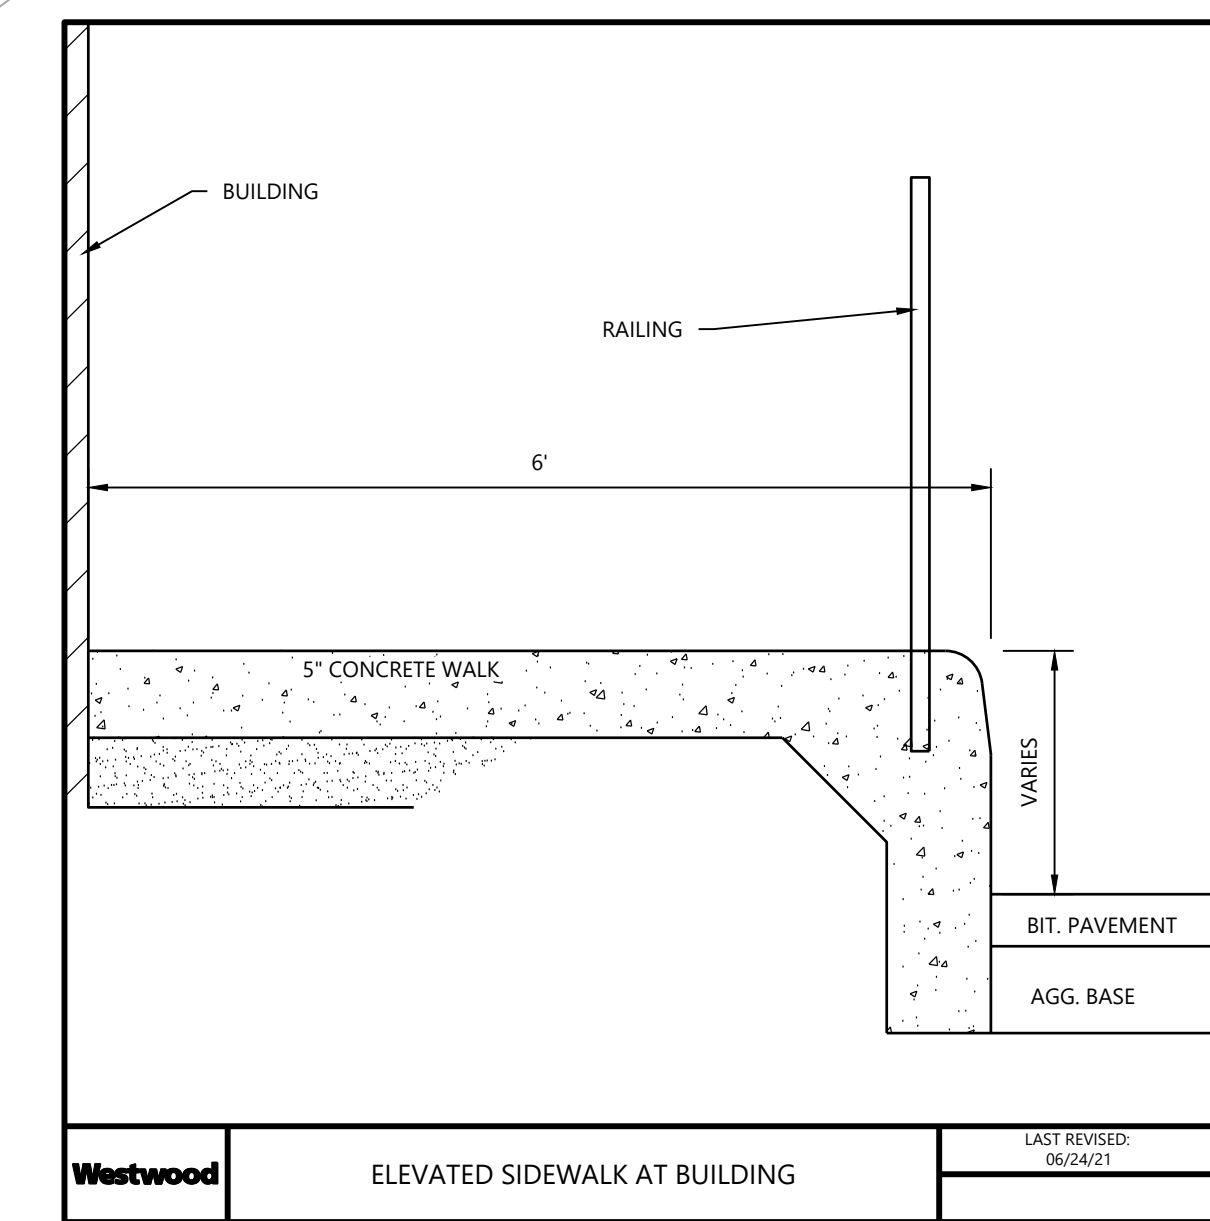 BUILDING
RAILING
6'
5" CONCRETE WALK
VARIES
BIT. PAVEMENT
AGG. BASE
Westwood
ELEVATED SIDEWALK AT BUILDING
LAST REVISED:
06/24/21